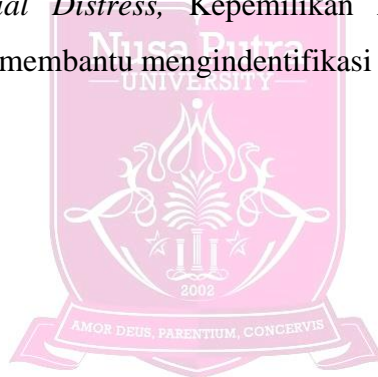 ial Distress, Kepemilikan
membantu mengindentifikasi
Nusa Putra
UNIVERSITY
2002
AMOR DEUS, PARENTIUM, CONCERVIS